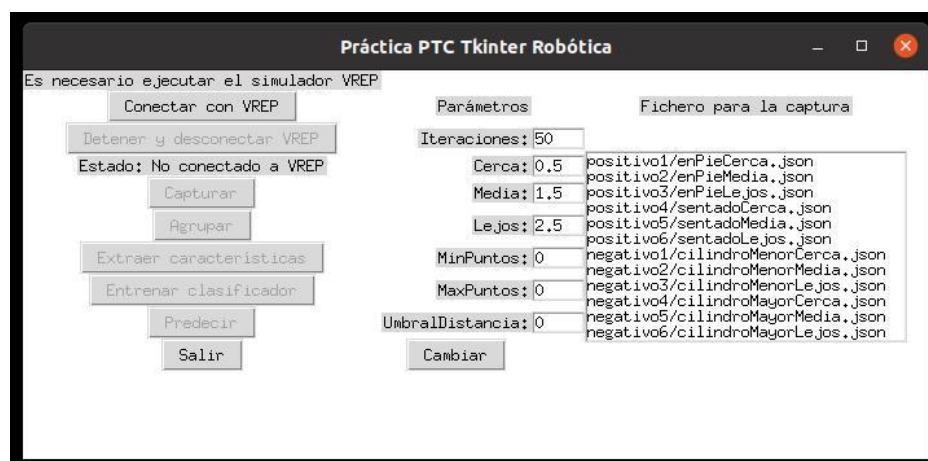 Práctica PTC Tkinter Robótica
Es necesario ejecutar el simulador VREP
Conectar con VREP
Parámetros
Fichero para la captura
Detener y desconectar VREP
Iteraciones: 50
Estado: No conectado a VREP
Cerca: 0.5
Capturar
Media: 1.5
Agrupar
Lejos: 2.5
Extraer características
MinPuntos: 0
Entrenar clasificador
MaxPuntos: 0
Predecir
UmbralDistancia: 0
Salir
Cambiar
positivo1/enPieCerca.json
positivo2/enPieMedia.json
positivo3/enPieLejos.json
positivo4/sentadoCerca.json
positivo5/sentadoMedia.json
positivo6/sentadoLejos.json
negativo1/cilindroMenorCerca.json
negativo2/cilindroMenorMedia.json
negativo3/cilindroMenorLejos.json
negativo4/cilindroMayorCerca.json
negativo5/cilindroMayorMedia.json
negativo6/cilindroMayorLejos.json